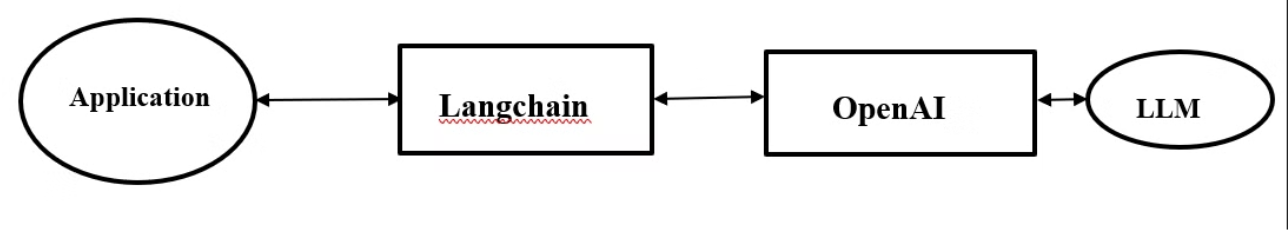 Application
Langchain
OpenAI
LLM